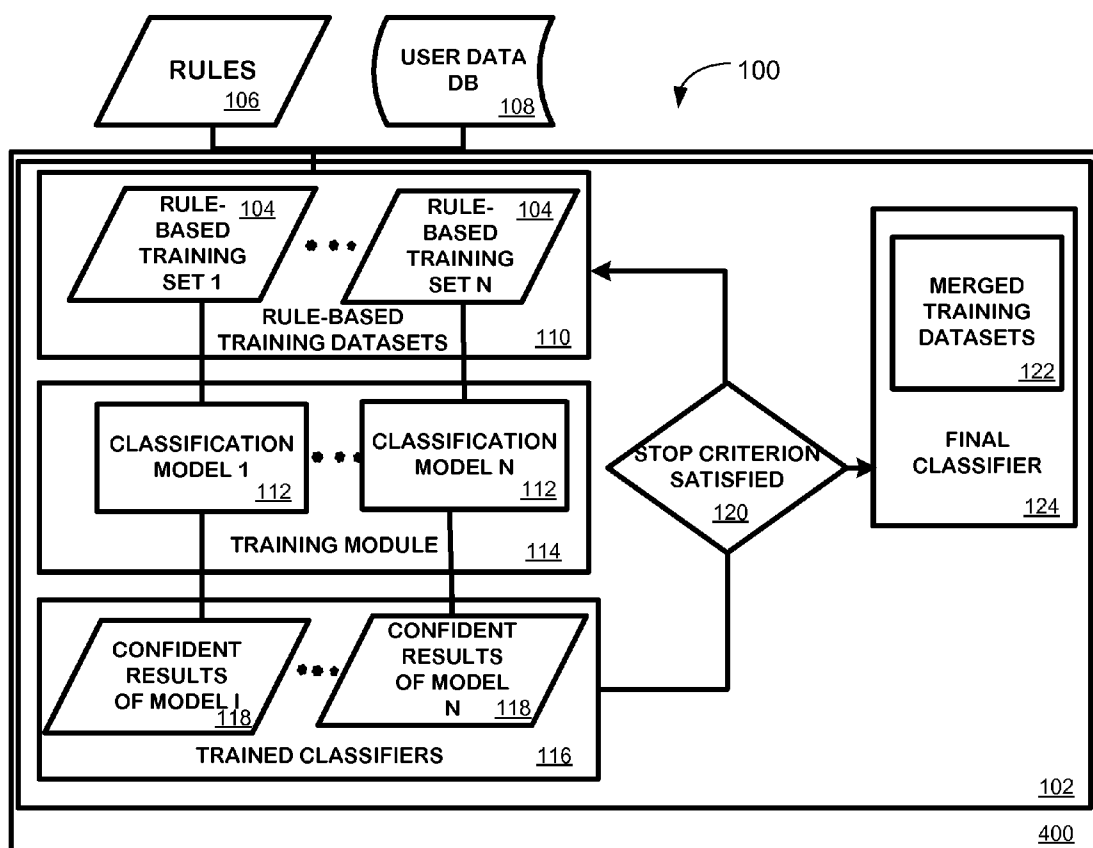 RULES
106
USER DATA
DB
108
100
RULE-
BASED
TRAINING
SET 1
104
RULE-
BASED
TRAINING
SET N
104
RULE-BASED
TRAINING DATASETS
110
CLASSIFICATION
MODEL 1
112
CLASSIFICATION
MODEL N
112
TRAINING MODULE
114
CONFIDENT
RESULTS
OF MODEL I
118
CONFIDENT
RESULTS
OF MODEL
N
118
TRAINED CLASSIFIERS
116
STOP CRITERION
SATISFIED
120
MERGED
TRAINING
DATASETS
122
FINAL
CLASSIFIER
124
102
400